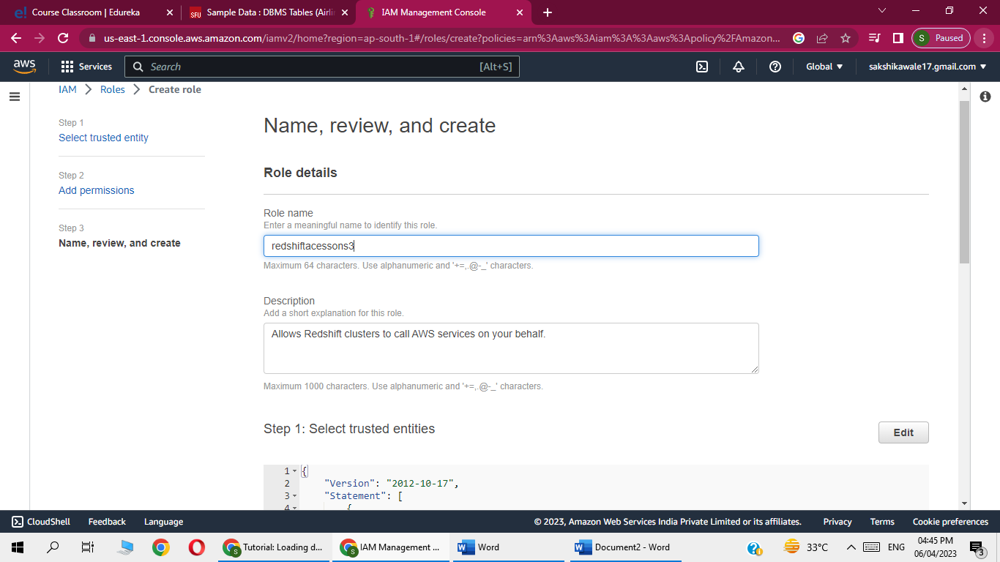 e! Course Classroom | Edureka
SFU Sample Data : DBMS Tables (Airli
IAM Management Console
us-east-1.console.aws.amazon.com/iamv2/home?region=ap-south-1#/roles/create?policies=arn%3Aaws%3Aiam%3A%3Aaws%3Apolicy%2FAmazon...
S Paused
aws Services Search [Alt+S] Global sakshikawale17.gmail.com
IAM Roles Create role
Step 1
Select trusted entity
Step 2
Add permissions
Step 3
Name, review, and create
Name, review, and create
Role details
Role name
Enter a meaningful name to identify this role.
redshiftacessons3
Maximum 64 characters. Use alphanumeric and '+=,.@-_' characters.
Description
Add a short explanation for this role.
Allows Redshift clusters to call AWS services on your behalf.
Maximum 1000 characters. Use alphanumeric and '+=,.@-_' characters.
Step 1: Select trusted entities
Edit
1 {
2 "Version": "2012-10-17",
3 "Statement": [
4 {
CloudShell Feedback Language © 2023, Amazon Web Services India Private Limited or its affiliates. Privacy Terms Cookie preferences
Tutorial: Loading d... IAM Management ... Word Document2 - Word 33°C ENG 04:45 PM
06/04/2023
3